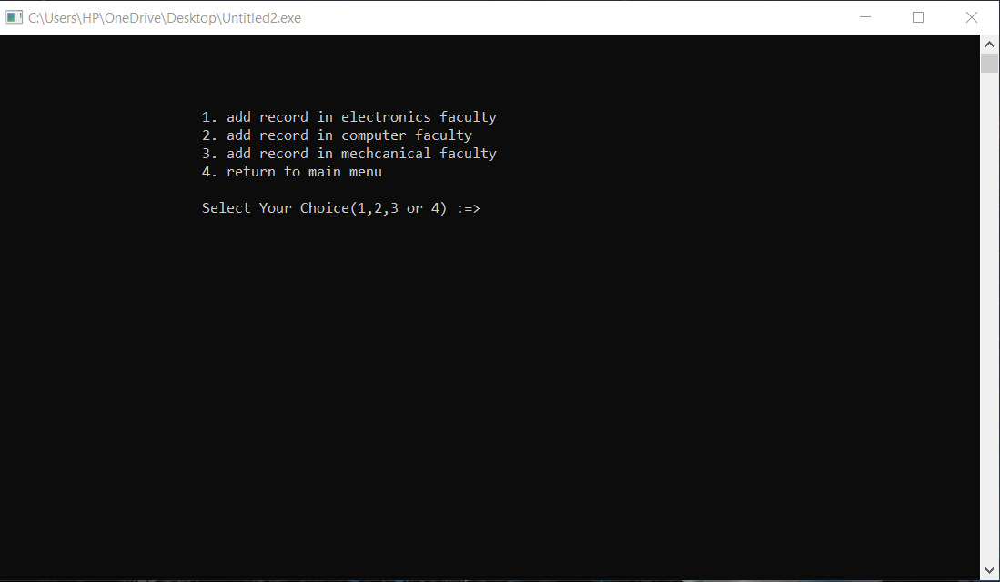 C:\Users\HP\OneDrive\Desktop\Untitled2.exe
1. add record in electronics faculty
2. add record in computer faculty
3. add record in mechcanical faculty
4. return to main menu
Select Your Choice(1,2,3 or 4) :=>